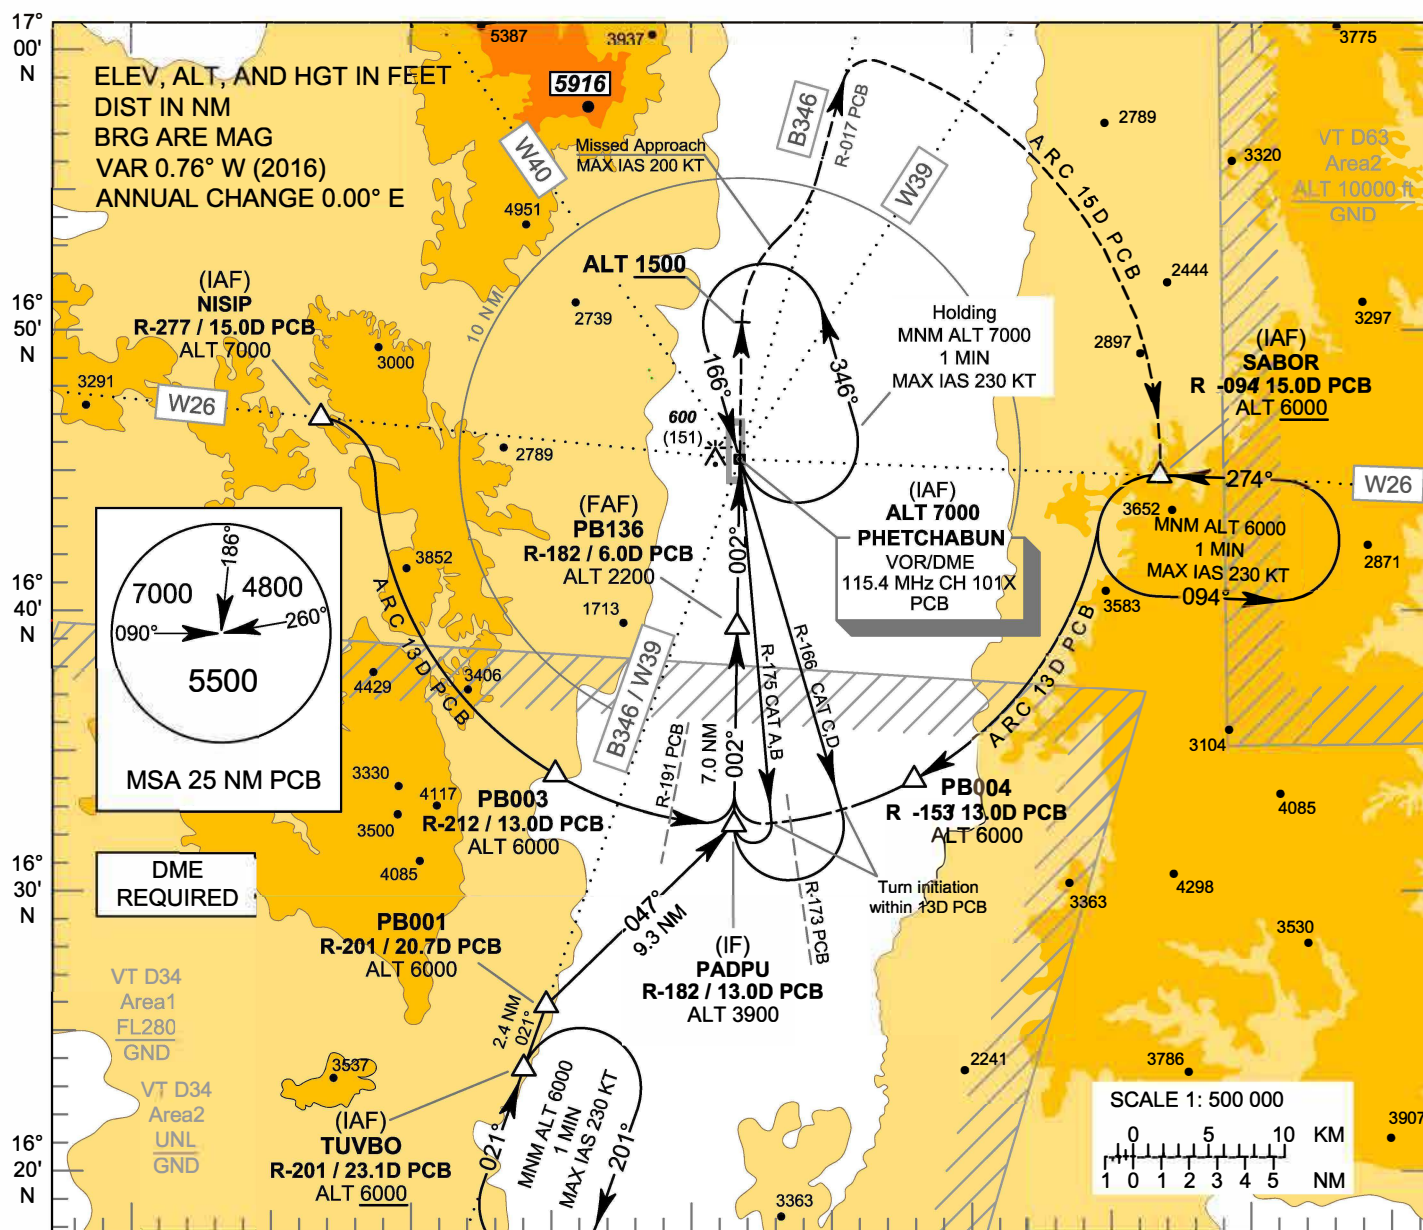 17°
00'
N
5387
3937
3775
ELEV, ALT, AND HGT IN FEET
DIST IN NM
BRG ARE MAG
VAR 0.76° W (2016)
ANNUAL CHANGE 0.00° E
5916
W40
Missed Approach
MAX IAS 200 KT
B346
R-017 PCB
W39
ARC 15D PCB
2789
3320
VT D63
Area2
ALT 10000 ft
GND
4951
10 NM
ALT 1500
2739
2444
3297
2897
16°
50'
N
(IAF)
NISIP
R-277 / 15.0D PCB
ALT 7000
3000
3291
W26
166°
346°
Holding
MNM ALT 7000
1 MIN
MAX IAS 230 KT
(IAF)
SABOR
R -094/ 15.0D PCB
ALT 6000
600
(151)
2789
274°
W26
3652
MNM ALT 6000
1 MIN
MAX IAS 230 KT
094°
2871
3583
(FAF)
PB136
R-182 / 6.0D PCB
ALT 2200
002°
(IAF)
ALT 7000
PHETCHABUN
VOR/DME
115.4 MHz CH 101X
PCB
186°
7000
4800
090°
260°
5500
MSA 25 NM PCB
3852
ARC 13D PCB
1713
16°
40'
N
4429
3406
B346 / W39
R-191 PCB
7.0 NM
002°
R-175 CAT A,B
R-166 CAT C,D
ARC 13D PCB
3104
3330
4117
3500
4085
PB003
R-212 / 13.0D PCB
ALT 6000
PB004
R -153/ 13.0D PCB
ALT 6000
4085
16°
30'
N
DME
REQUIRED
Turn initiation
within 13D PCB
R-173 PCB
3363
4298
3530
PB001
R-201 / 20.7D PCB
ALT 6000
047°
9.3 NM
(IF)
PADPU
R-182 / 13.0D PCB
ALT 3900
VT D34
Area1
FL280
GND
2.4 NM
021°
3537
VT D34
Area2
UNL
GND
2241
3786
(IAF)
TUVBO
R-201 / 23.1D PCB
ALT 6000
021°
MNM ALT 6000
1 MIN
MAX IAS 230 KT
201°
3363
SCALE 1: 500 000
0 5 10 KM
1 0 1 2 3 4 5 NM
3907
16°
20'
N